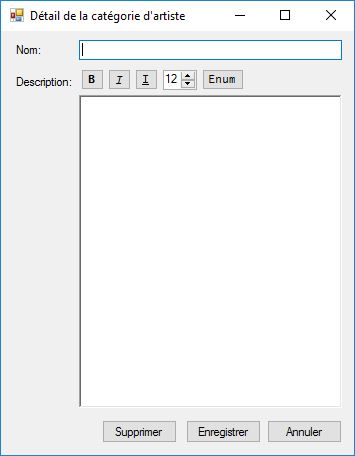 Détail de la catégorie d'artiste
Nom:
Description: B I I 12 Enum
Supprimer Enregistrer Annuler